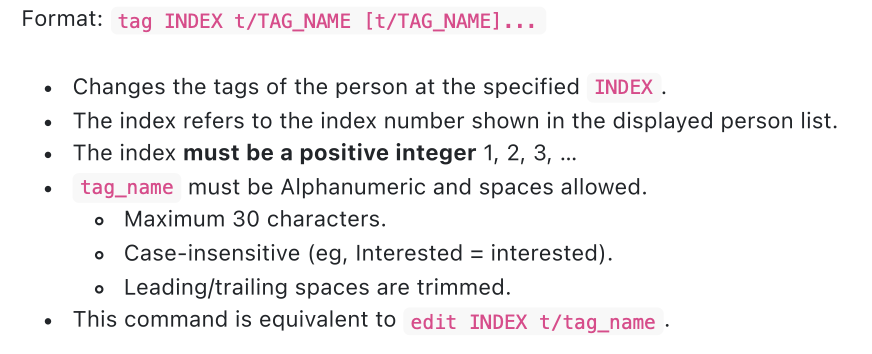 Format: tag INDEX t/TAG_NAME [t/TAG_NAME]...
• Changes the tags of the person at the specified INDEX.
• The index refers to the index number shown in the displayed person list.
• The index must be a positive integer 1, 2, 3, …
• tag_name must be Alphanumeric and spaces allowed.
◦ Maximum 30 characters.
◦ Case-insensitive (eg, Interested = interested).
◦ Leading/trailing spaces are trimmed.
• This command is equivalent to edit INDEX t/tag_name.